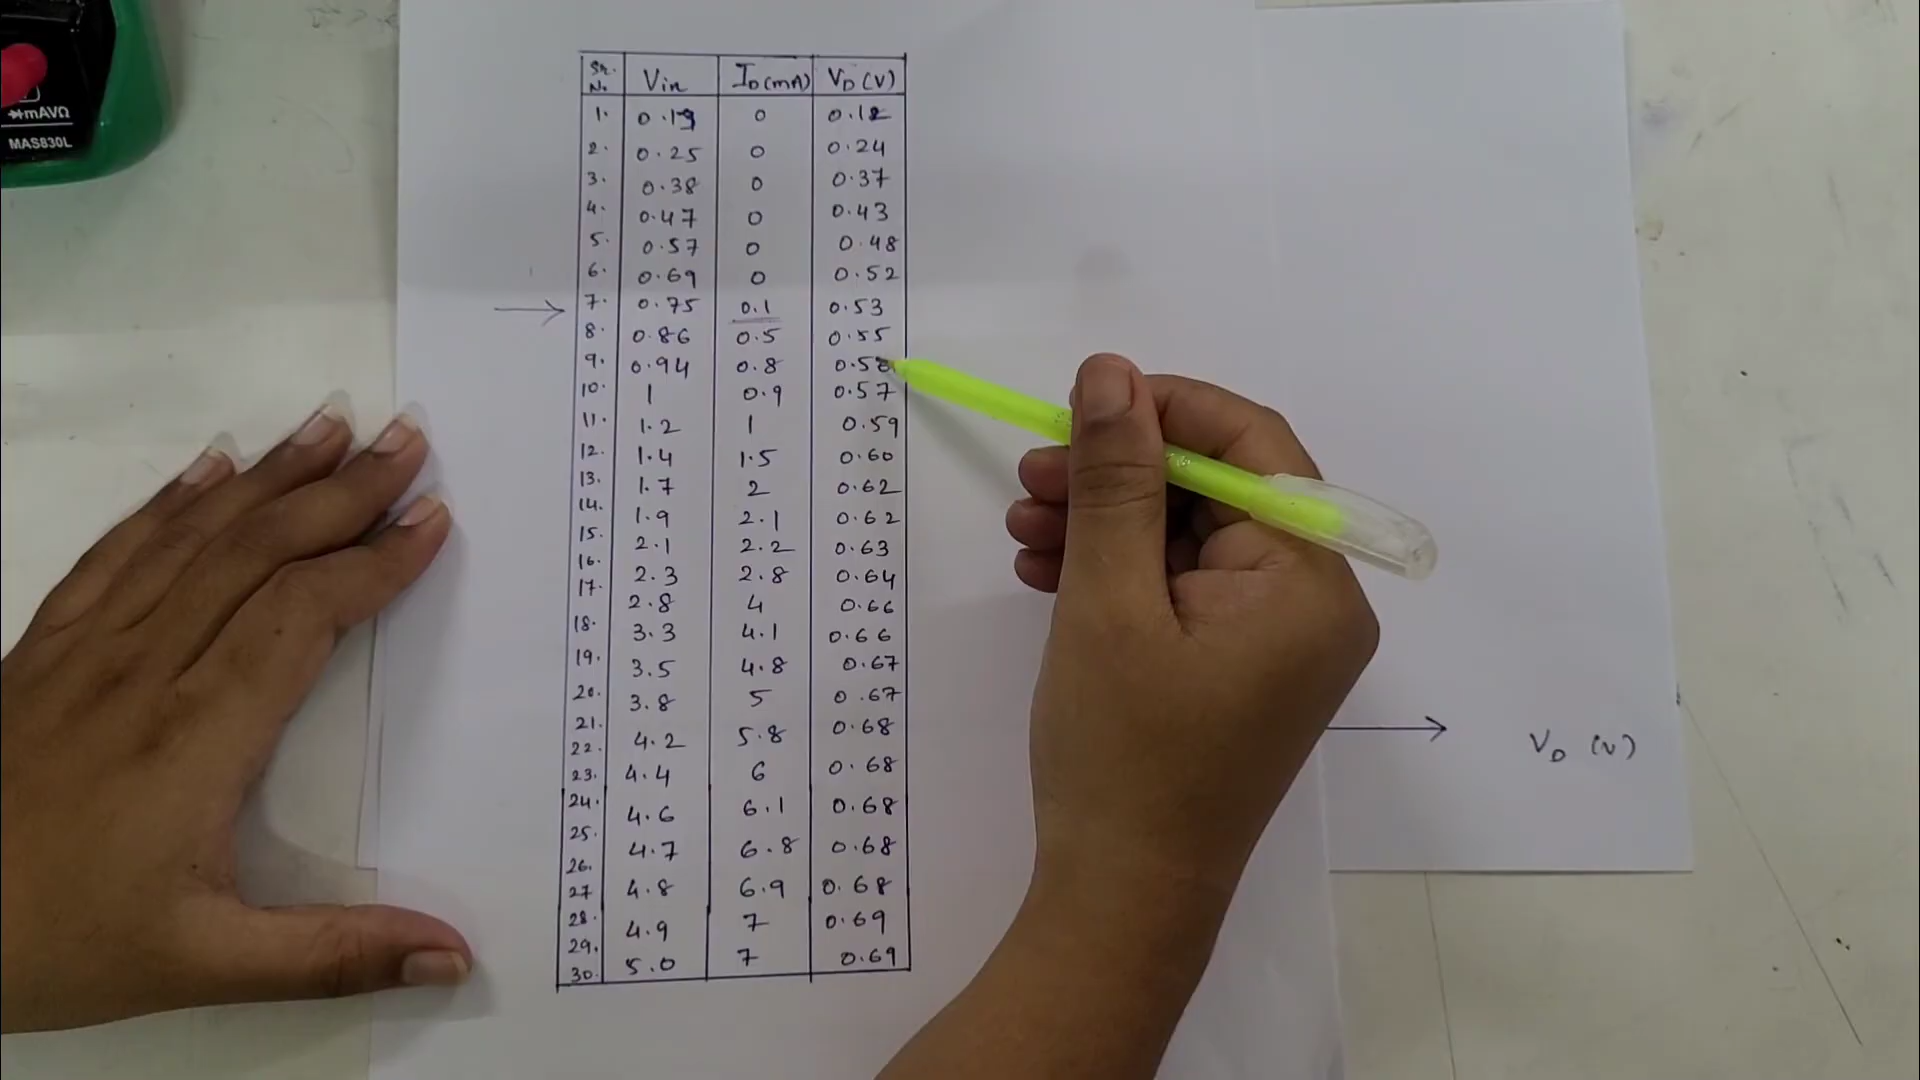 mAVΩ
MAS830L
Sr. No. Vin ID (mA) VD (V)
1. 0.13 0 0.12
2. 0.25 0 0.24
3. 0.38 0 0.37
4. 0.47 0 0.43
5. 0.57 0 0.48
6. 0.69 0 0.52
7. 0.75 0.1 0.53
8. 0.86 0.5 0.55
9. 0.94 0.8
10. 1 0.9 0.57
11. 1.2 1 0.59
12. 1.4 1.5 0.60
13. 1.7 2 0.62
14. 1.9 2.1 0.62
15. 2.1 2.2 0.63
16. 2.3 2.8 0.64
17. 2.8 4 0.66
18. 3.3 4.1 0.66
19. 3.5 4.8 0.67
20. 3.8 5 0.67
21. 4.2 5.8 0.68
22.
23. 4.4 6 0.68
24. 4.6 6.1 0.68
25.
26. 4.7 6.8 0.68
27 4.8 6.9 0.68
28. 4.9 7 0.69
29.
30. 5.0 7 0.69
VD (V)